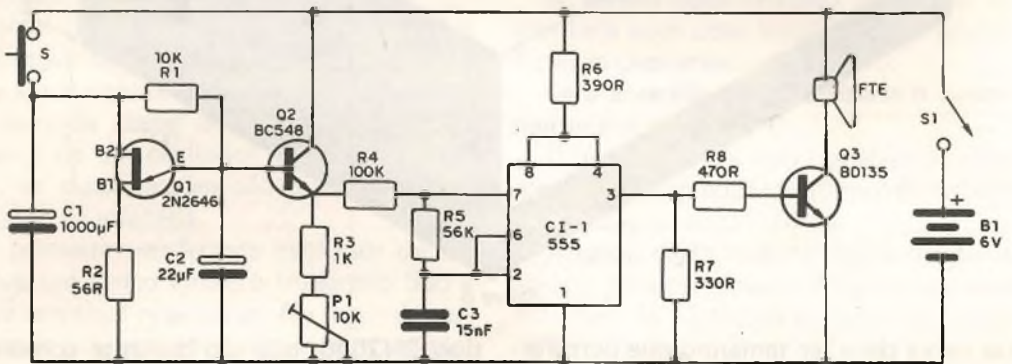 S
10K
R1
R6
390R
FTE
S1
Q2
BC548
B2
E
B1
Q1
2N2646
R4
100K
8
4
7
3
6
2
1
CI-1
555
R5
56K
R8
470R
Q3
BD135
+
B1
6V
C1
1000µF
R2
56R
C2
22µF
R3
1K
P1
10K
C3
15nF
R7
330R